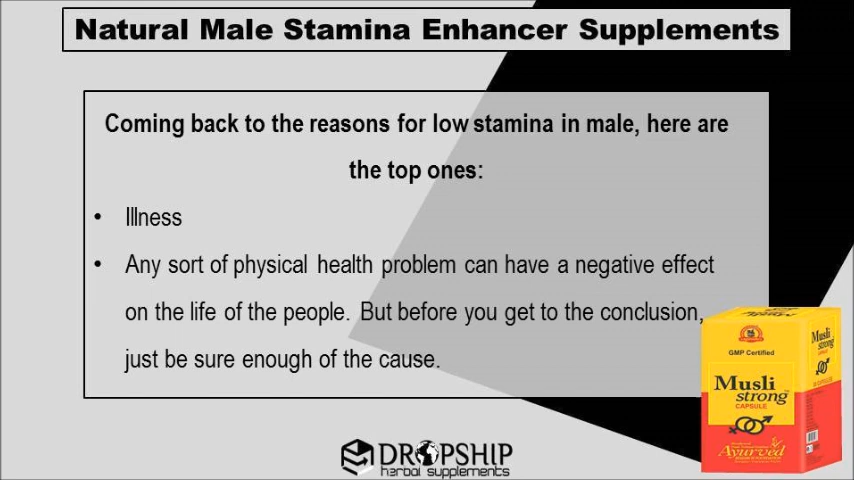 Natural Male Stamina Enhancer Supplements
Coming back to the reasons for low stamina in male, here are
the top ones:
• Illness
• Any sort of physical health problem can have a negative effect
on the life of the people. But before you get to the conclusion,
just be sure enough of the cause.
GMP Certified
Musli
strong
CAPSULE
Ayurved
Musli
strong
DROPSHIP
herbal supplements